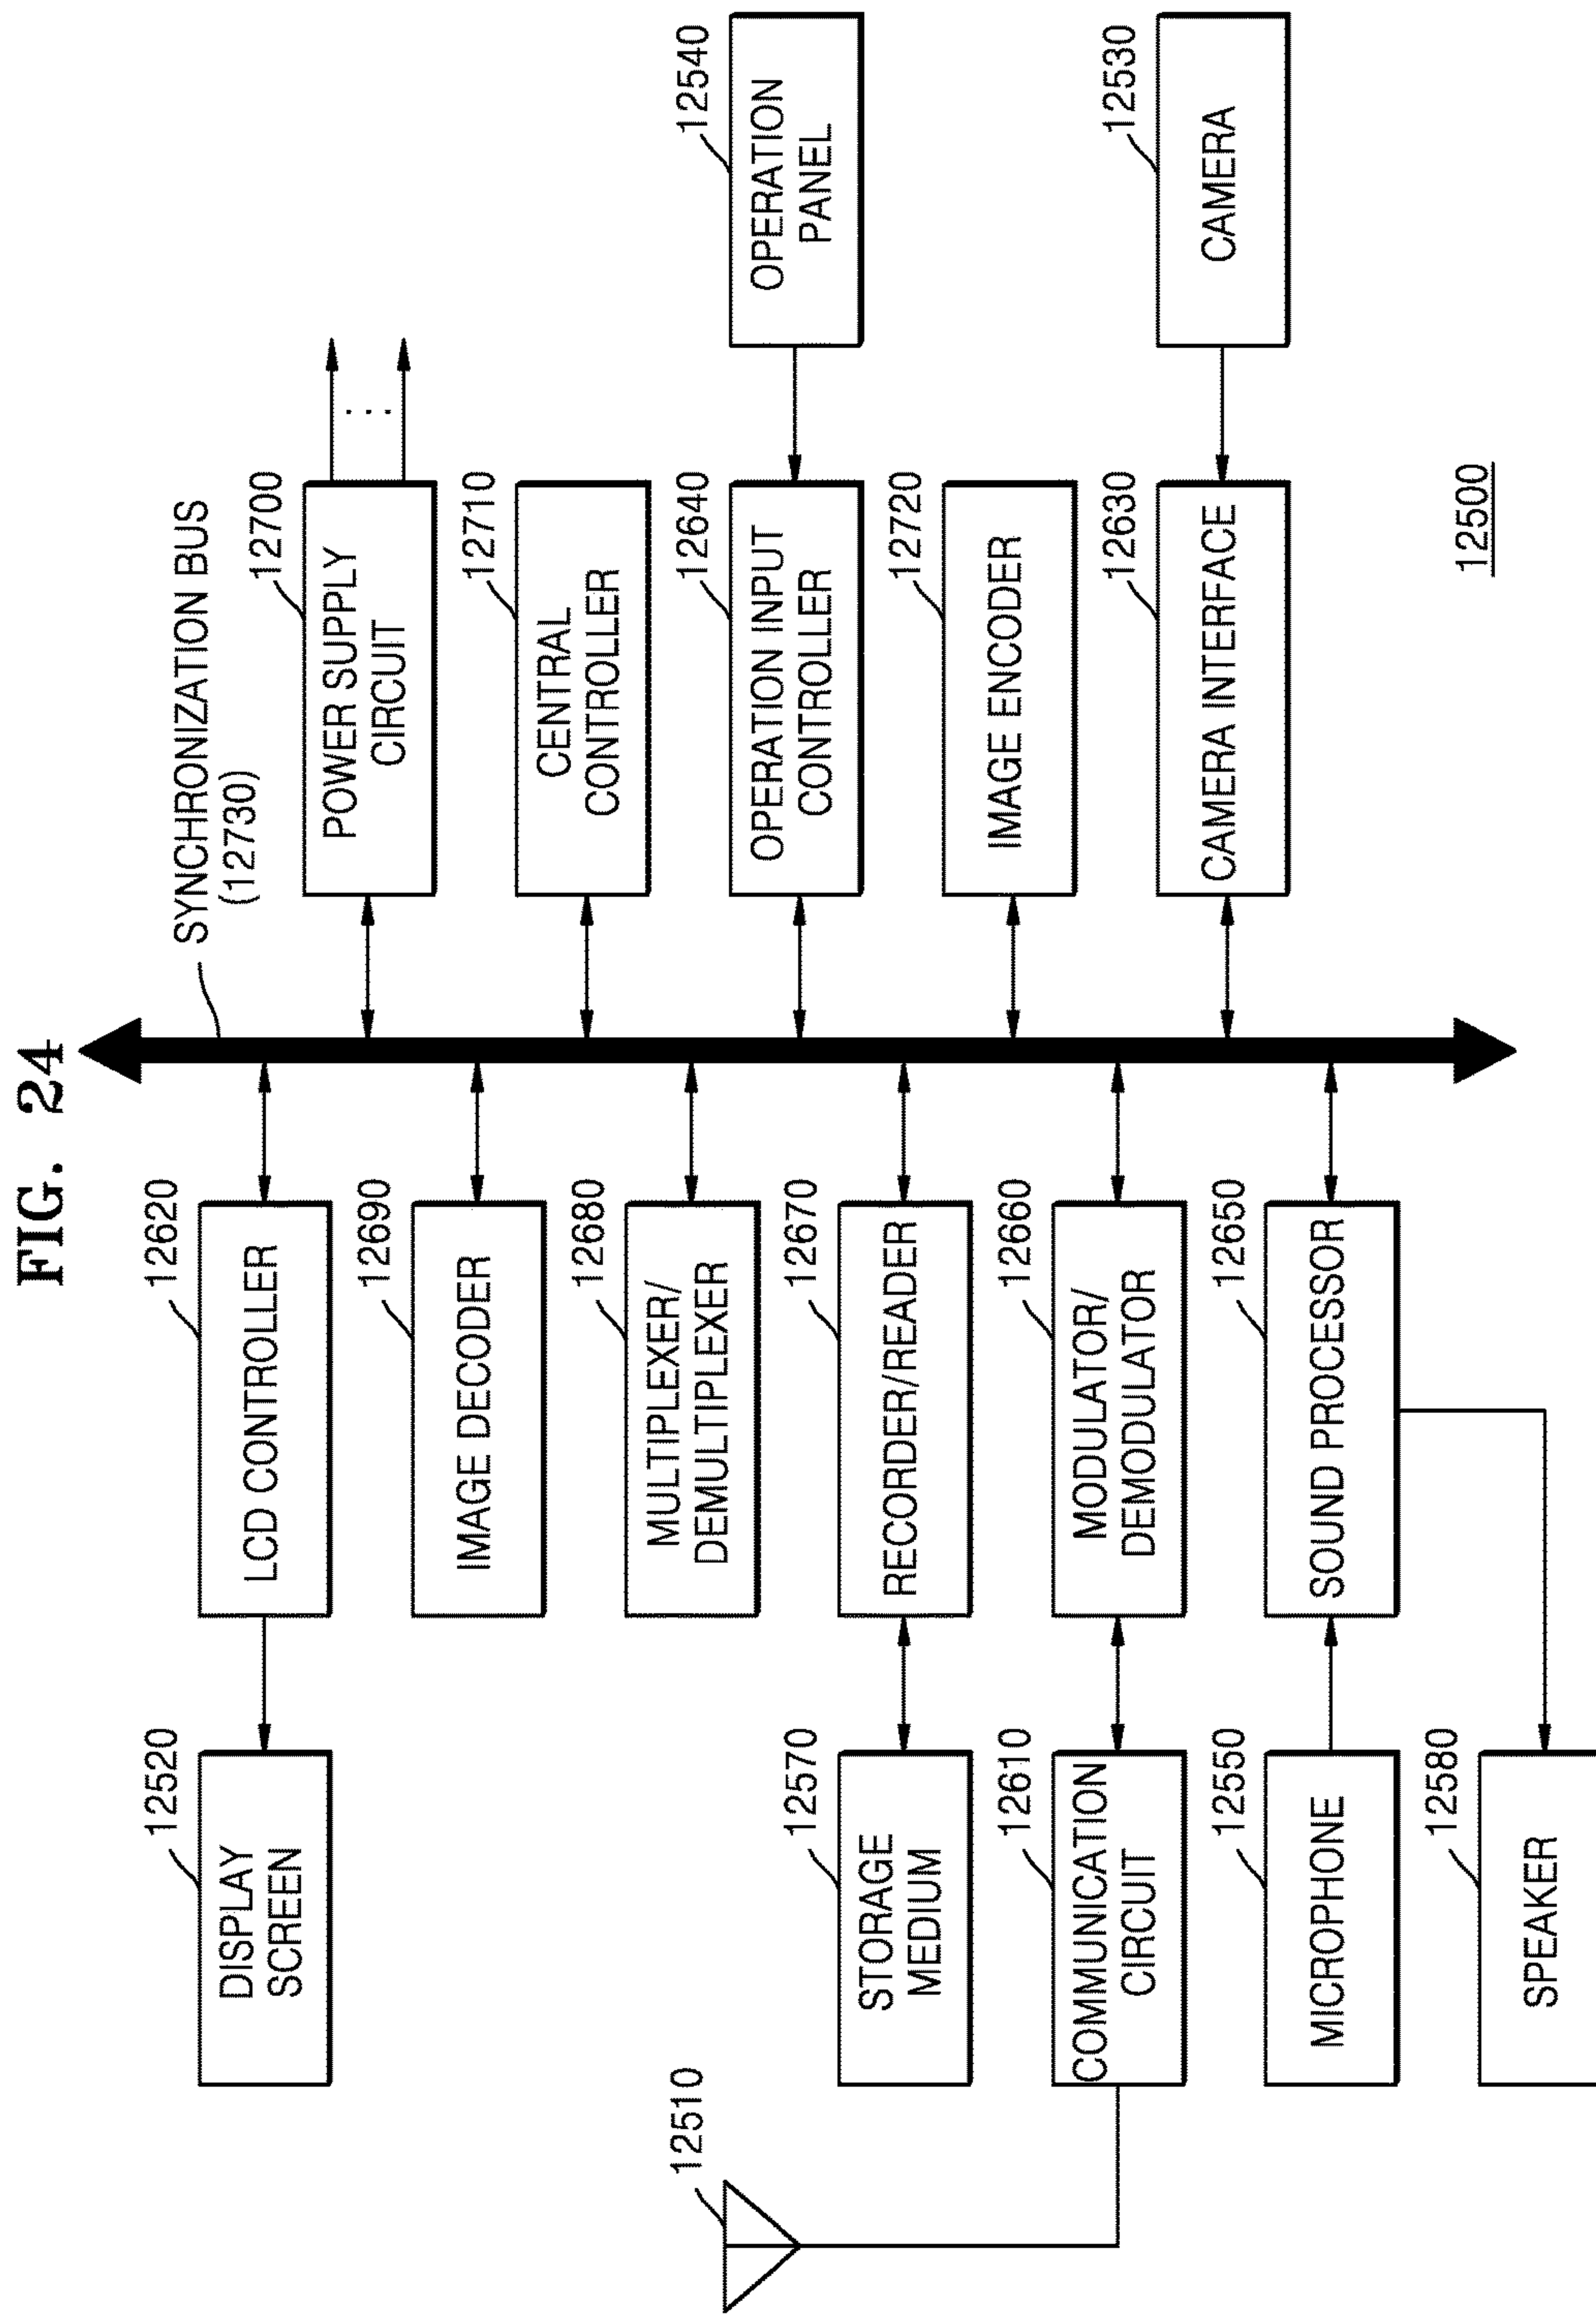 FIG. 24
SYNCHRONIZATION BUS
(12730)
12520
DISPLAY
SCREEN
12620
LCD CONTROLLER
12700
POWER SUPPLY
CIRCUIT
12690
IMAGE DECODER
12710
CENTRAL
CONTROLLER
12680
MULTIPLEXER/
DEMULTIPLEXER
12640
OPERATION INPUT
CONTROLLER
12540
OPERATION
PANEL
12510
12570
STORAGE
MEDIUM
12670
RECORDER/READER
12720
IMAGE ENCODER
12610
COMMUNICATION
CIRCUIT
12660
MODULATOR/
DEMODULATOR
12630
CAMERA INTERFACE
12530
CAMERA
12550
MICROPHONE
12650
SOUND PROCESSOR
12580
SPEAKER
12500